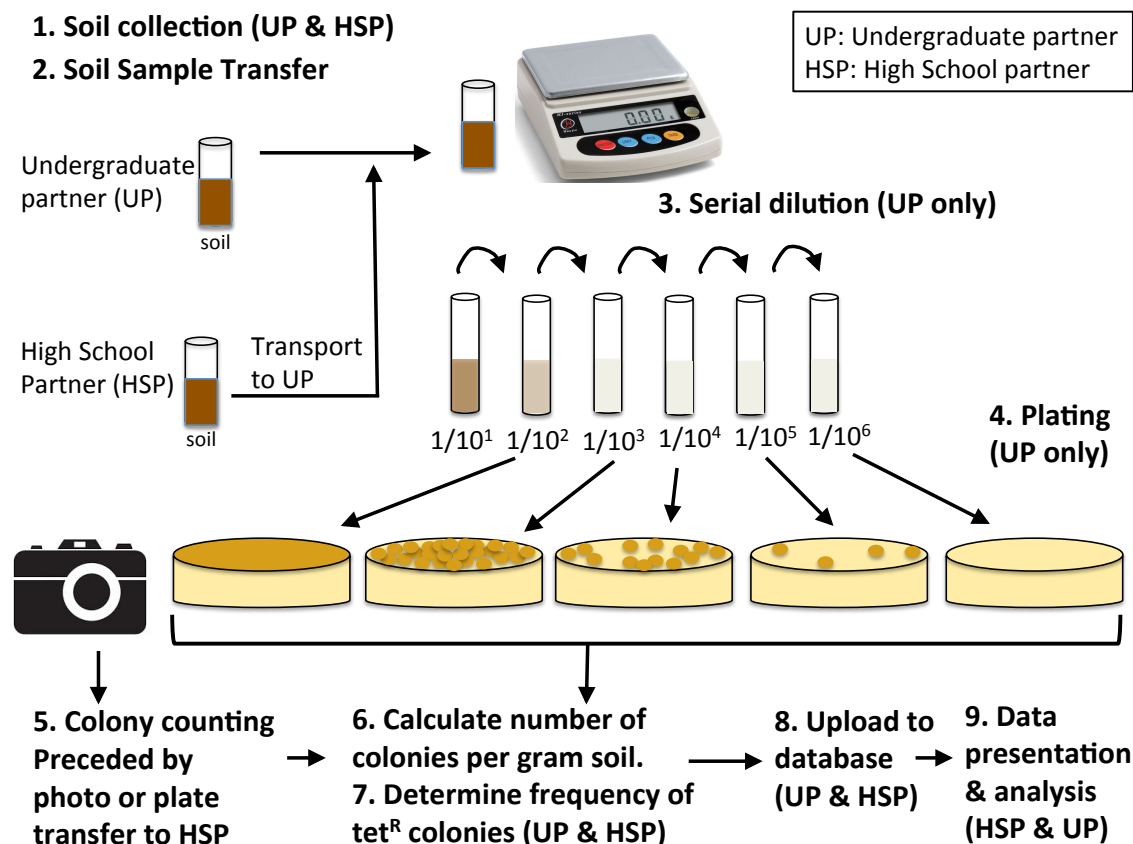 1. Soil collection (UP & HSP)
2. Soil Sample Transfer
UP: Undergraduate partner
HSP: High School partner
0.00
Undergraduate
partner (UP)
soil
3. Serial dilution (UP only)
High School
Partner (HSP)
soil
Transport
to UP
1/10¹ 1/10² 1/10³ 1/10⁴ 1/10⁵ 1/10⁶
4. Plating
(UP only)
5. Colony counting
Preceded by
photo or plate
transfer to HSP
6. Calculate number of
colonies per gram soil.
7. Determine frequency of
tetᴿ colonies (UP & HSP)
8. Upload to
database
(UP & HSP)
9. Data
presentation
& analysis
(HSP & UP)